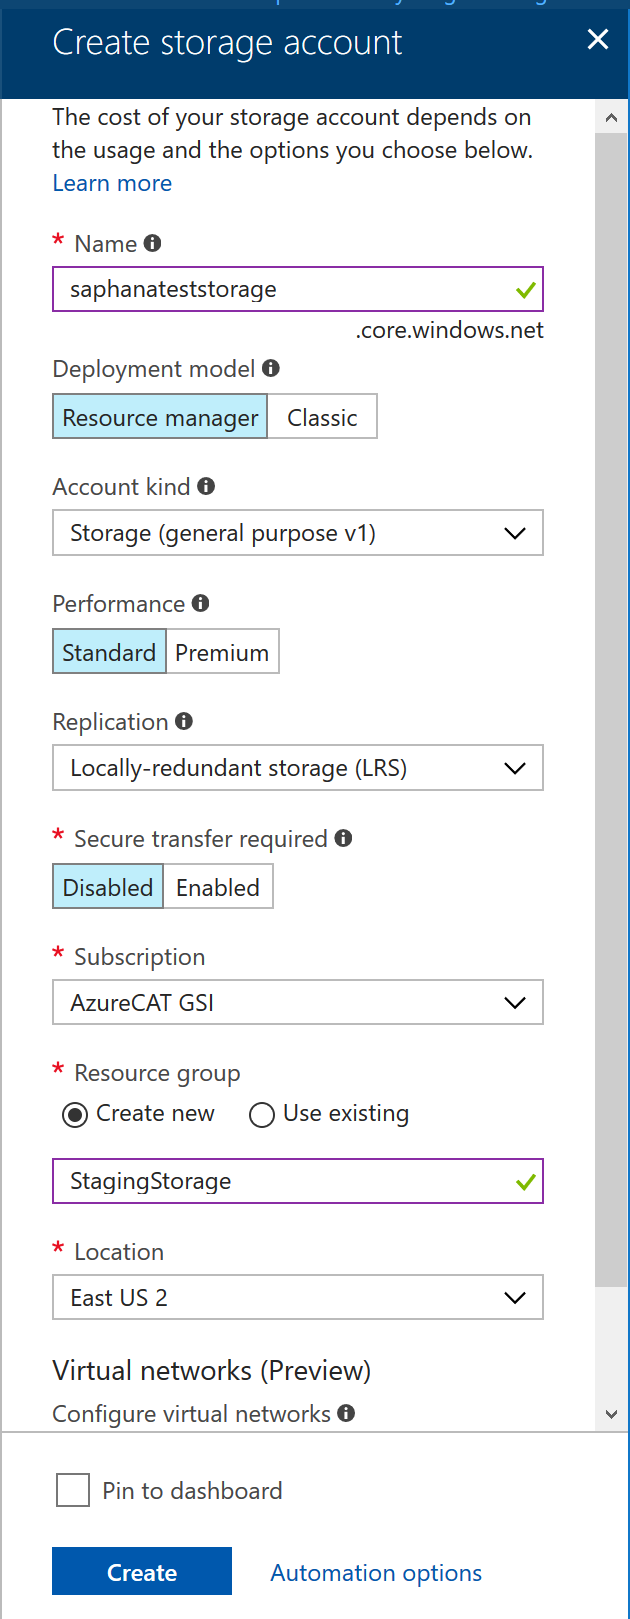 Create storage account
The cost of your storage account depends on
the usage and the options you choose below.
Learn more
* Name
saphanateststorage
.core.windows.net
Deployment model
Resource manager Classic
Account kind
Storage (general purpose v1)
Performance
Standard Premium
Replication
Locally-redundant storage (LRS)
* Secure transfer required
Disabled Enabled
* Subscription
AzureCAT GSI
* Resource group
Create new Use existing
StagingStorage
* Location
East US 2
Virtual networks (Preview)
Configure virtual networks
Pin to dashboard
Create Automation options